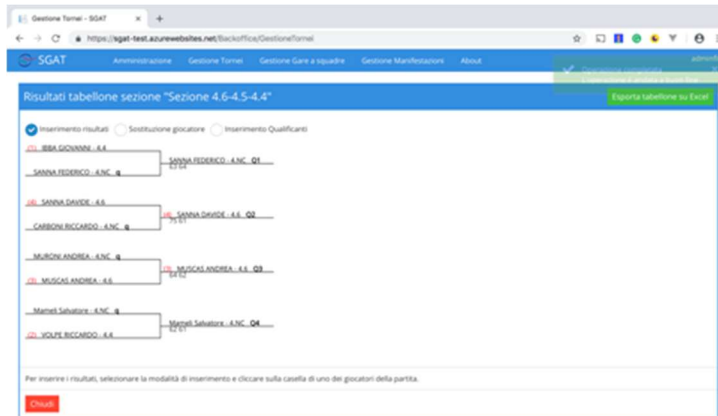 Gestione Tornei - SGAT
https://sgat-test.azurewebsites.net/Backoffice/GestioneTornei
SGAT Amministrazione Gestione Tornei Gestione Gare a squadre Gestione Manifestazioni About
Operazione completata
Risultati tabellone sezione "Sezione 4.6-4.5-4.4"
Esporta tabellone su Excel
Inserimento risultati Sostituzione giocatore Inserimento Qualificanti
(1) IBBA GIOVANNI - 4.4
SANNA FEDERICO - 4.NC Q1
63 64
SANNA FEDERICO - 4.NC q
(4) SANNA DAVIDE - 4.6
(4) SANNA DAVIDE - 4.6 Q2
75 61
CARBONI RICCARDO - 4.NC q
MURONI ANDREA - 4.NC q
(3) MUSCAS ANDREA - 4.6 Q3
64 62
(3) MUSCAS ANDREA - 4.6
Mameli Salvatore - 4.NC q
Mameli Salvatore - 4.NC Q4
62 61
(2) VOLPE RICCARDO - 4.4
Per inserire i risultati, selezionare la modalità di inserimento e cliccare sulla casella di uno dei giocatori della partita.
Chiudi